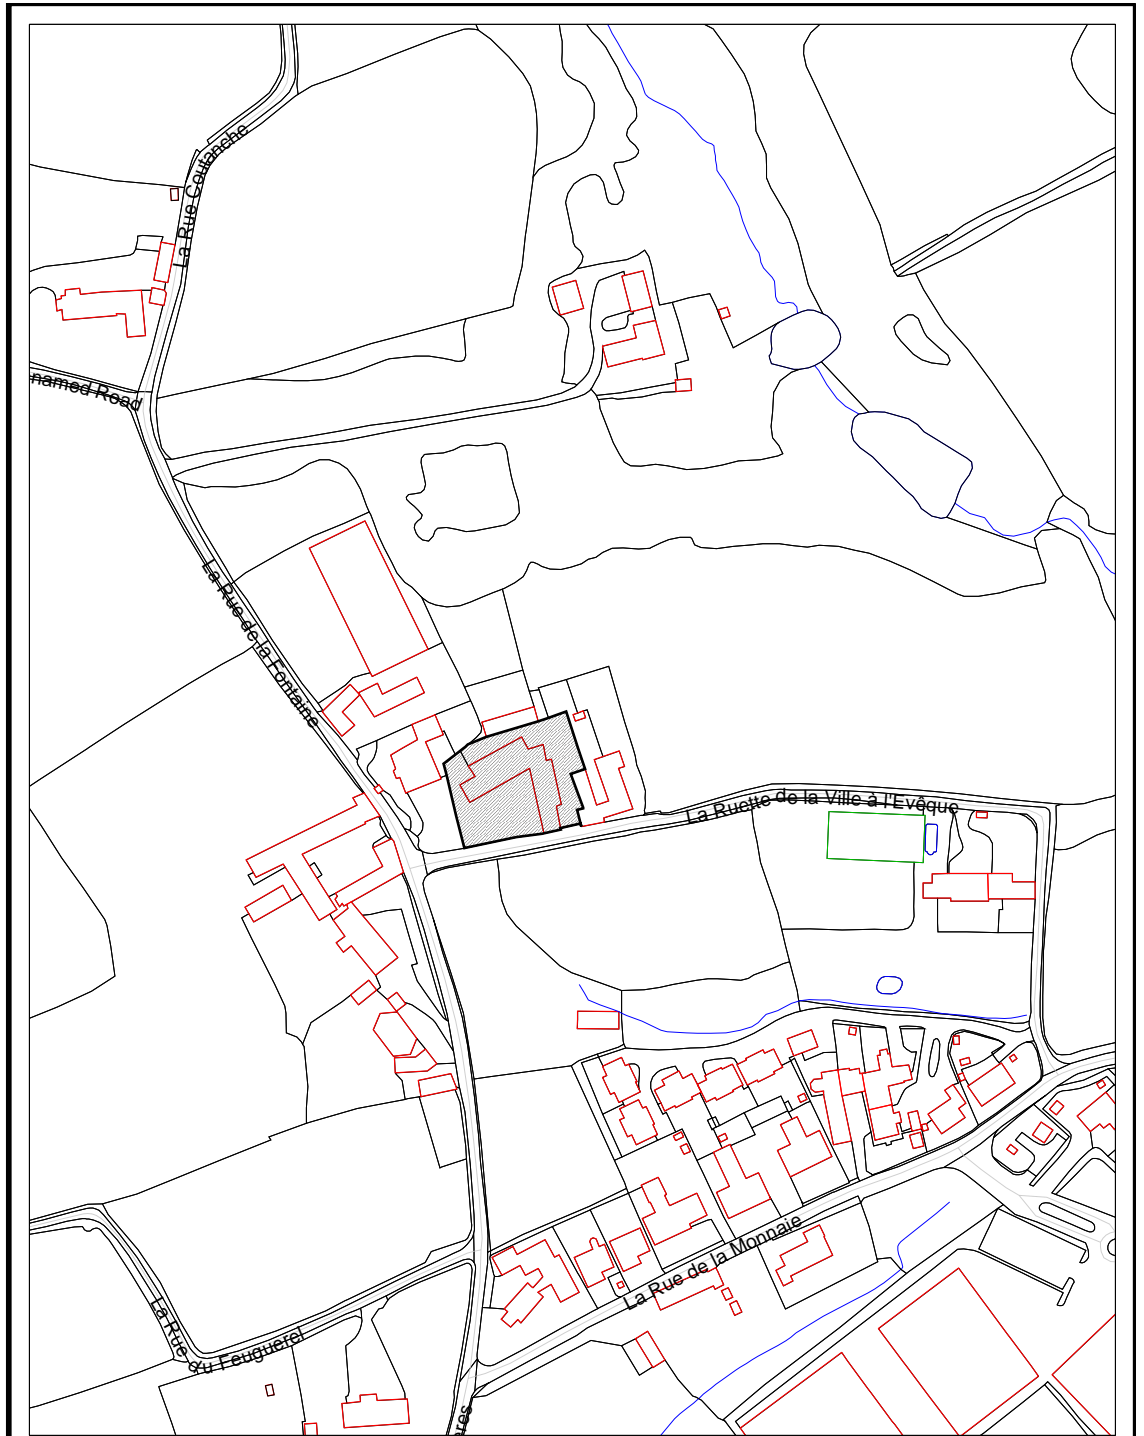 La Rue Coutanche
named Road
La Rue de la Fontaine
La Ruette de la Ville à l'Evêque
La Rue de la Monnaie
La Rue du Feuguerel
res